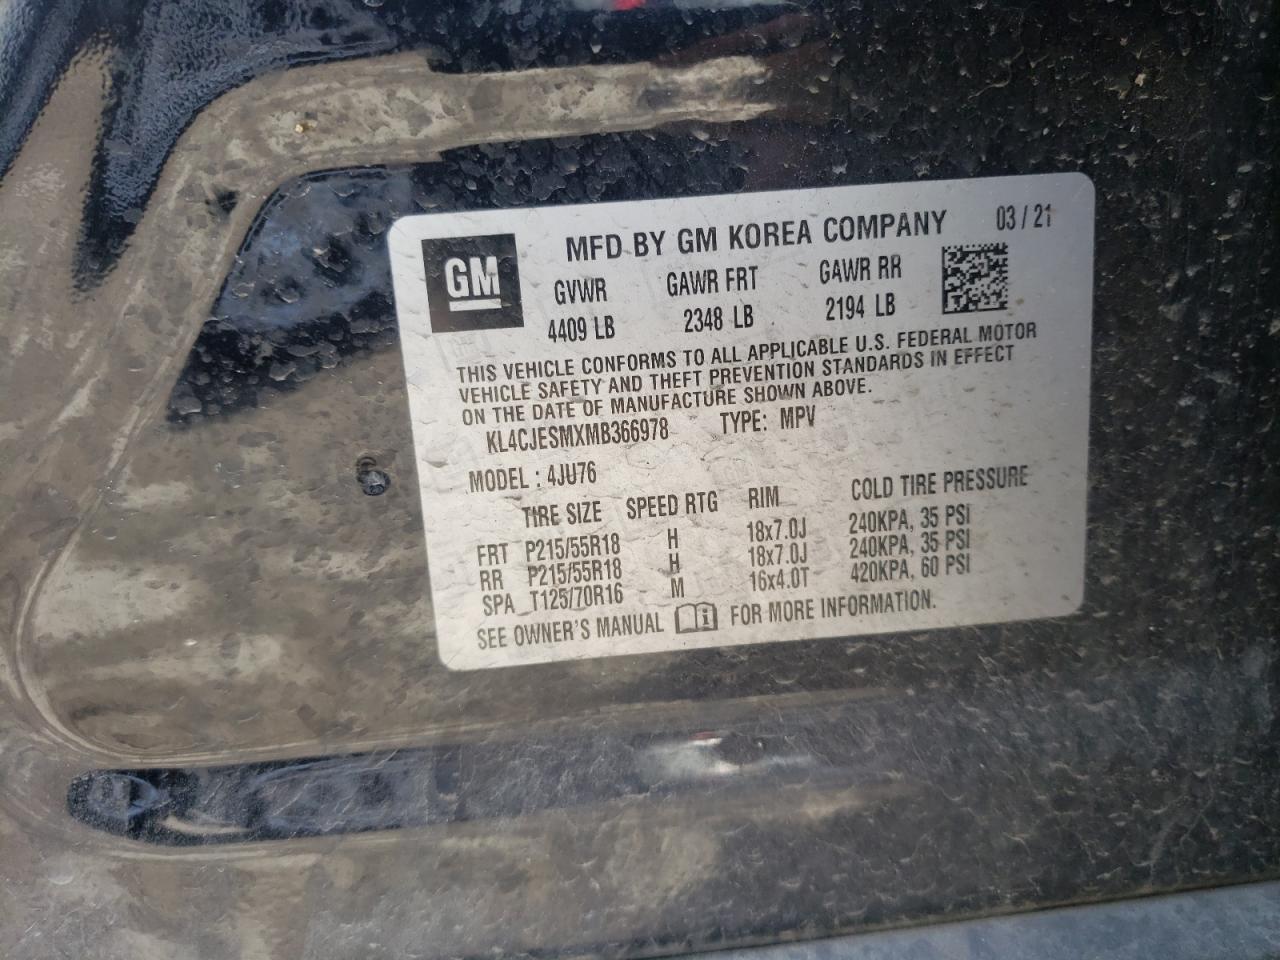 MFD BY GM KOREA COMPANY 03 / 21
GM
GVWR GAWR FRT GAWR RR
4409 LB 2348 LB 2194 LB
THIS VEHICLE CONFORMS TO ALL APPLICABLE U.S. FEDERAL MOTOR
VEHICLE SAFETY AND THEFT PREVENTION STANDARDS IN EFFECT
ON THE DATE OF MANUFACTURE SHOWN ABOVE.
KL4CJESMXMB366978 TYPE: MPV
MODEL : 4JU76
TIRE SIZE SPEED RTG RIM COLD TIRE PRESSURE
FRT P215/55R18 H 18x7.0J 240KPA, 35 PSI
RR P215/55R18 H 18x7.0J 240KPA, 35 PSI
SPA T125/70R16 M 16x4.0T 420KPA, 60 PSI
SEE OWNER'S MANUAL i FOR MORE INFORMATION.